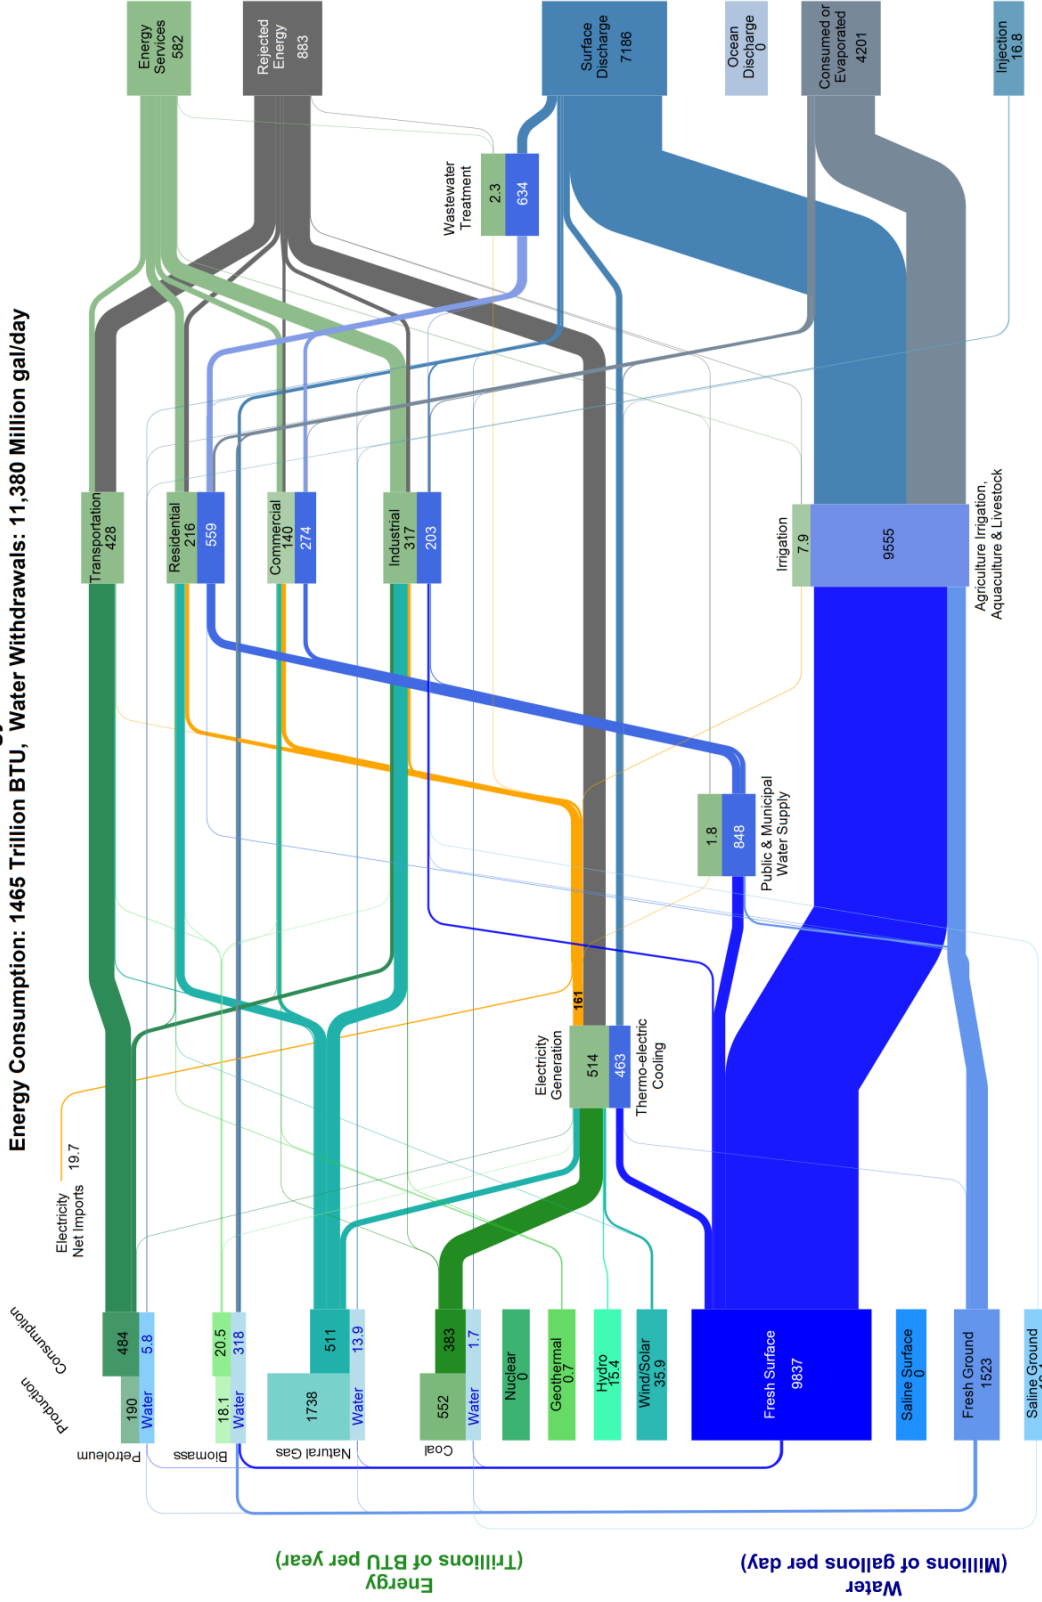 Energy Consumption: 1465 Trillion BTU, Water Withdrawals: 11,380 Million gal/day
Energy
(Trillions of BTU per year)
Water
(Millions of gallons per day)
Production
Consumption
Petroleum
190
Water
484
5.8
Biomass
18.1
Water
20.5
318
Natural Gas
1738
Water
511
13.9
Coal
552
Water
383
1.7
Nuclear
0
Geothermal
0.7
Hydro
15.4
Wind/Solar
35.9
Fresh Surface
9837
Saline Surface
0
Fresh Ground
1523
Saline Ground
Electricity
Net Imports
19.7
Electricity
Generation
514
463
Thermo-electric
Cooling
161
1.8
848
Public & Municipal
Water Supply
Transportation
428
Residential
216
559
Commercial
140
274
Industrial
317
203
Irrigation
7.9
9555
Agriculture Irrigation,
Aquaculture & Livestock
Wastewater
Treatment
2.3
634
Energy
Services
582
Rejected
Energy
883
Surface
Discharge
7186
Ocean
Discharge
0
Consumed or
Evaporated
4201
Injection
16.8